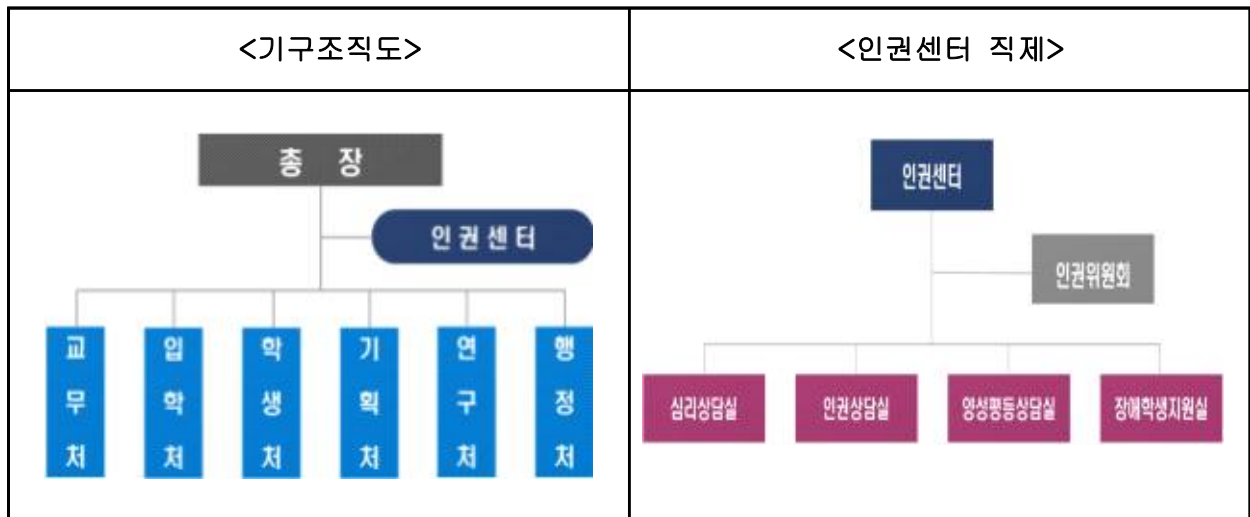 <기구조직도>
<인권센터 직제>
총 장
인권센터
교무처
입학처
학생처
기획처
연구처
행정처
인권센터
인권위원회
심리상담실
인권상담실
양성평등상담실
장애학생지원실